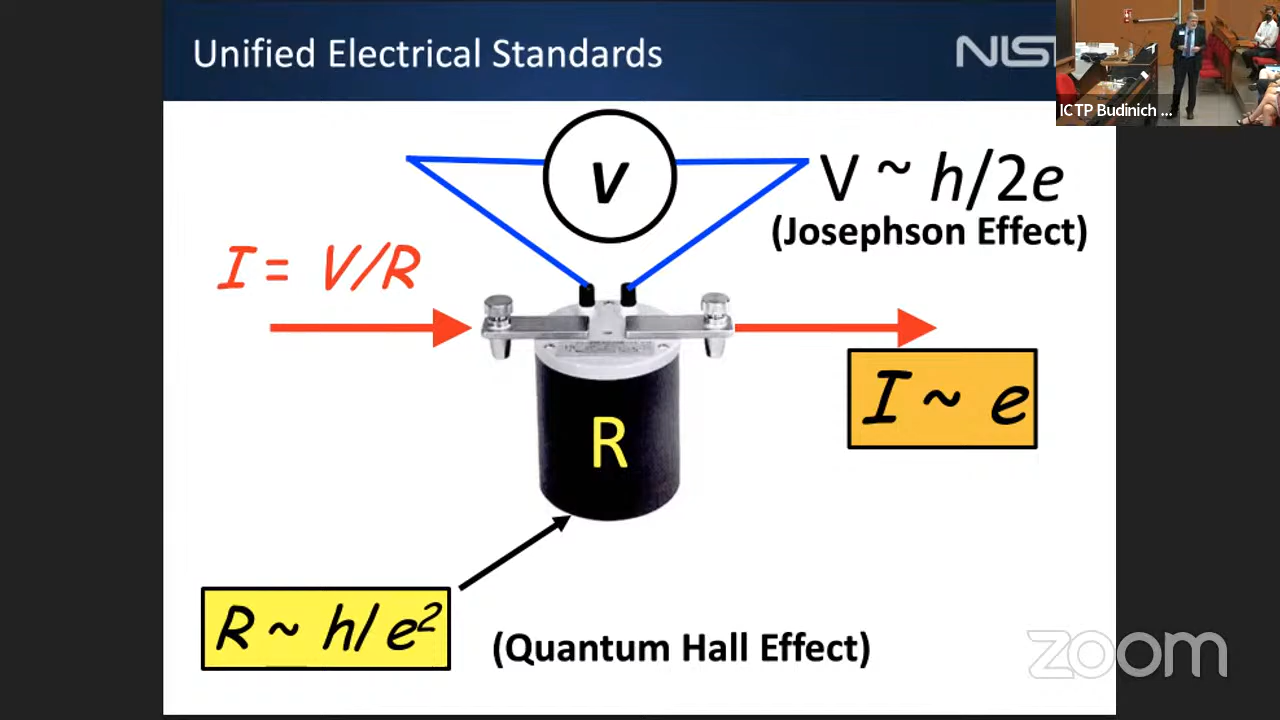 Unified Electrical Standards
NIS
ICTP Budinich ...
V
V ~ h/2e
(Josephson Effect)
I = V/R
I ~ e
R
R ~ h/e²
(Quantum Hall Effect)
zoom